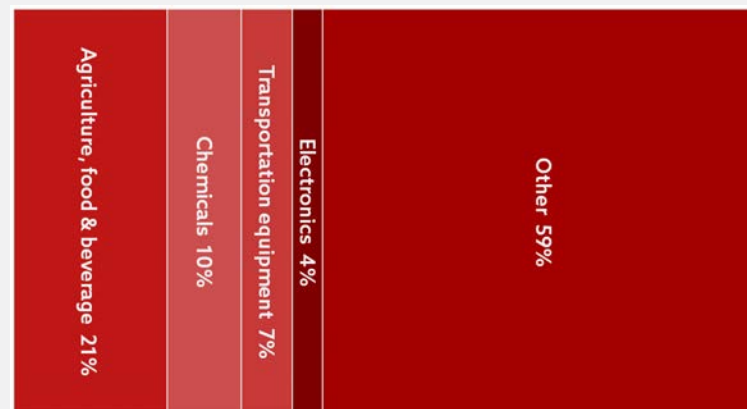 Agriculture, food & beverage 21%
Chemicals 10%
Transportation equipment 7%
Electronics 4%
Other 59%